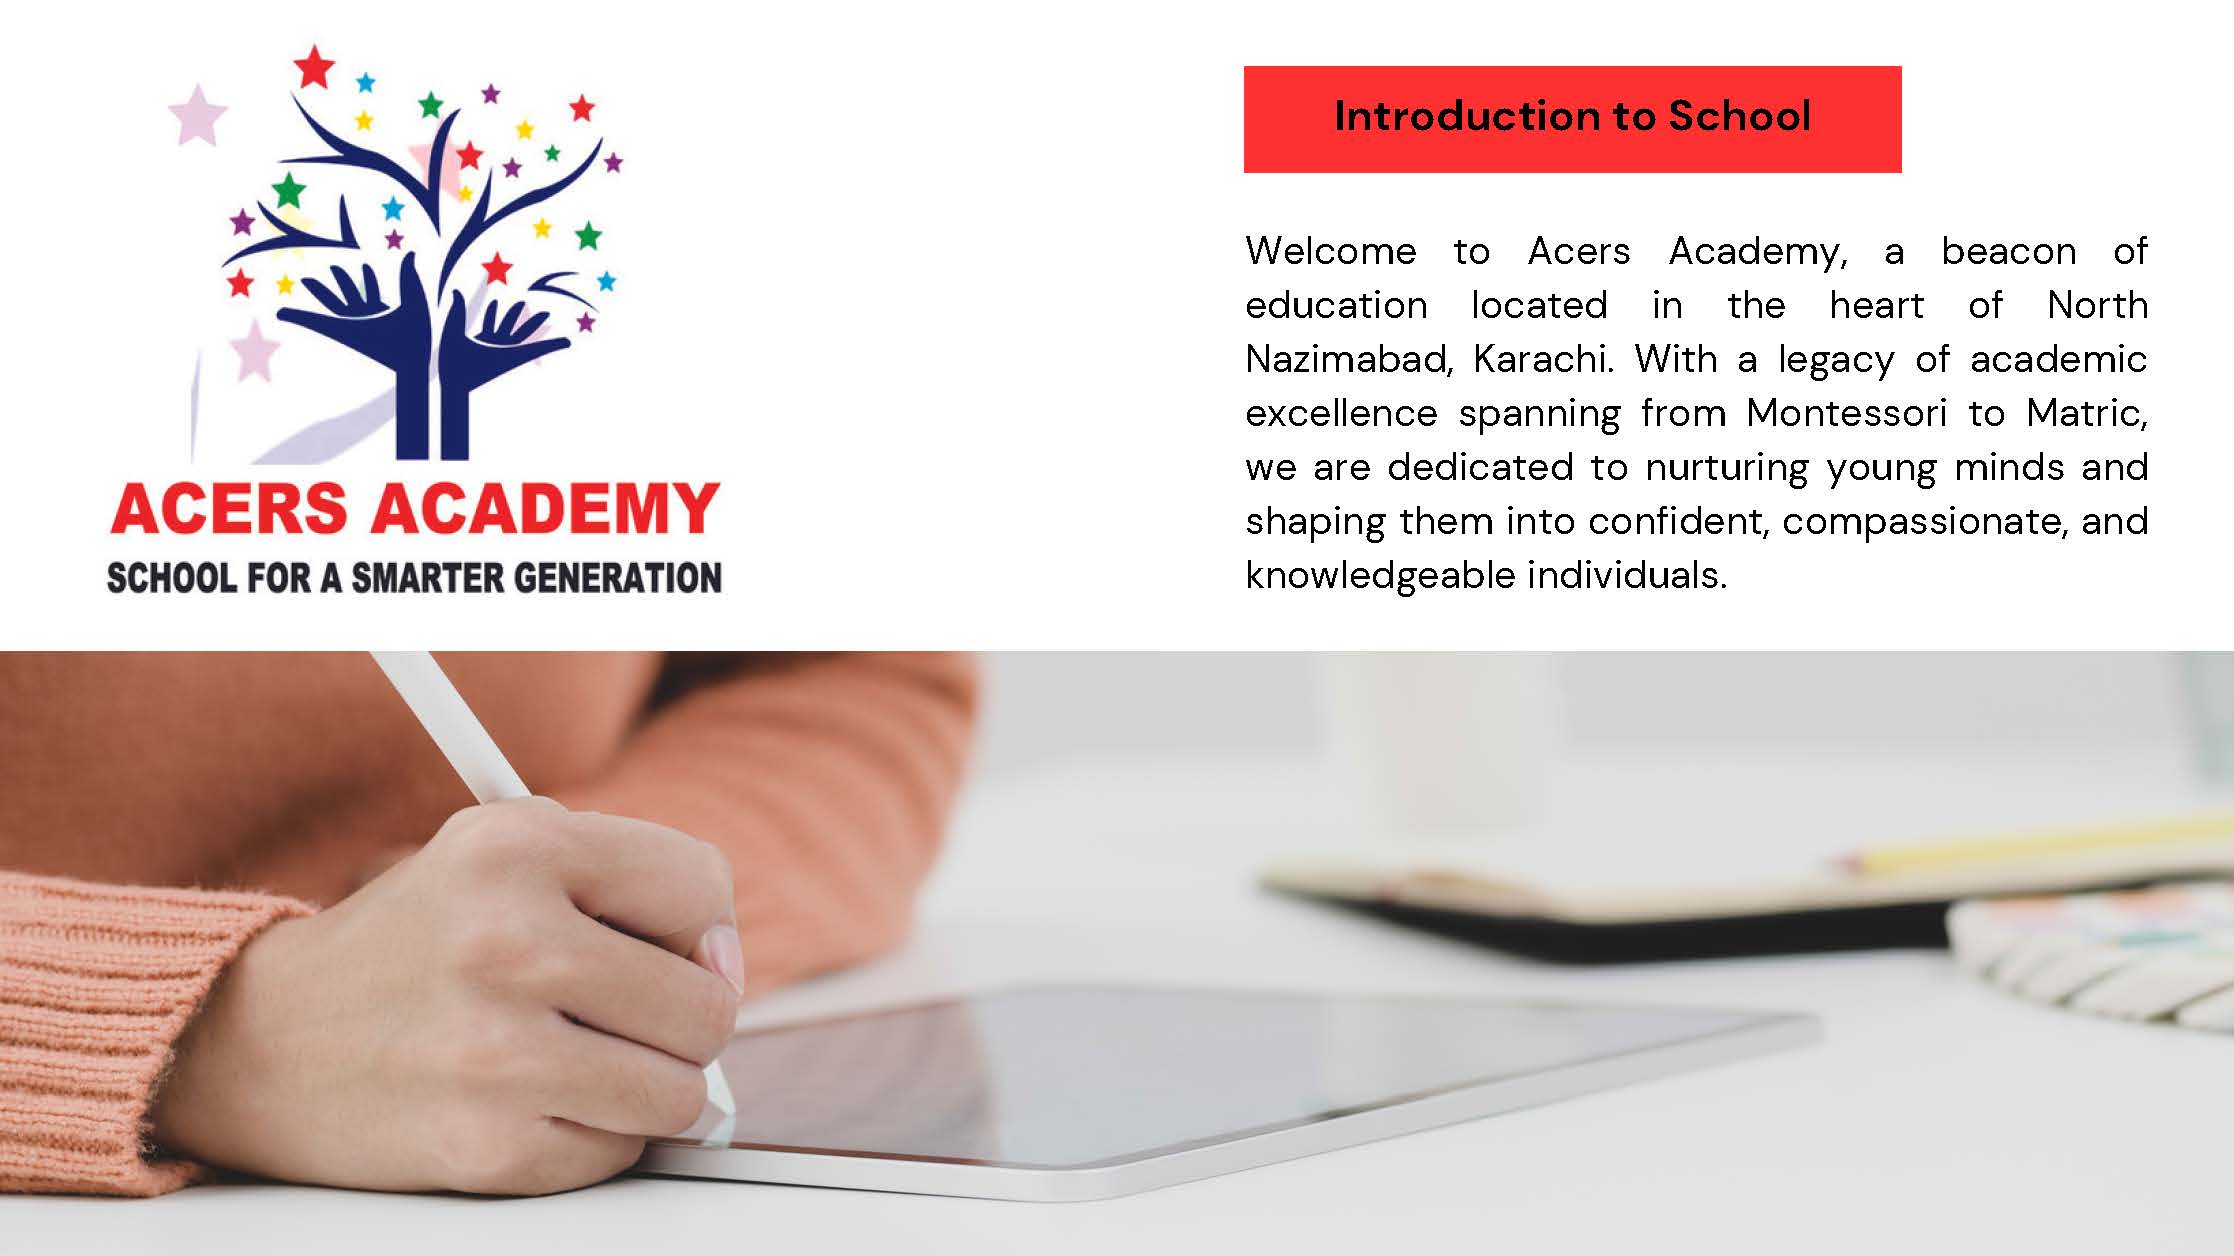 ACERS ACADEMY
SCHOOL FOR A SMARTER GENERATION
Introduction to School
Welcome to Acers Academy, a beacon of
education located in the heart of North
Nazimabad, Karachi. With a legacy of academic
excellence spanning from Montessori to Matric,
we are dedicated to nurturing young minds and
shaping them into confident, compassionate, and
knowledgeable individuals.